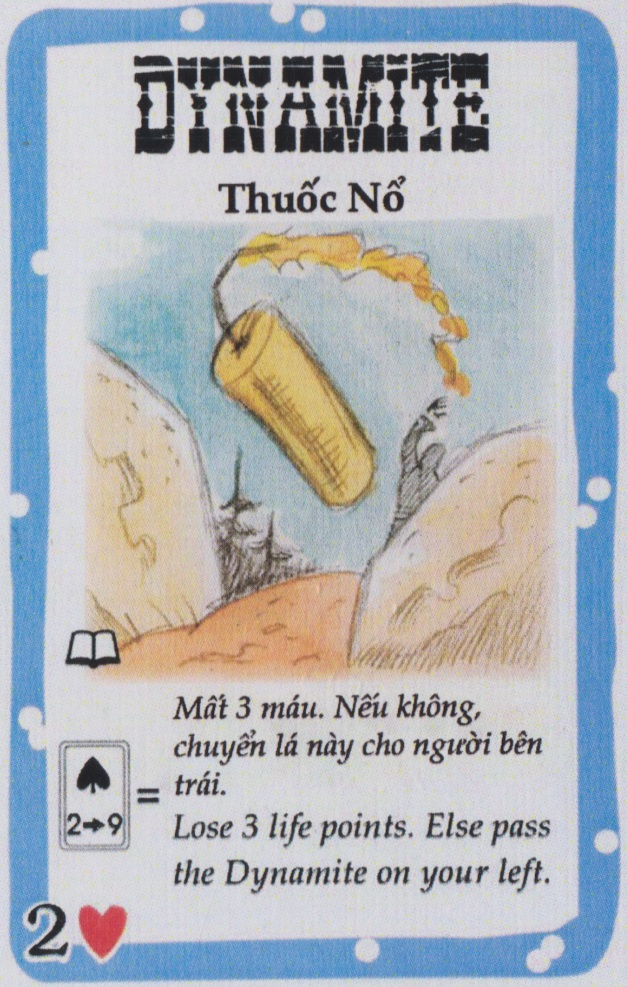 DYNAMITE
Thuốc Nổ
Mất 3 máu. Nếu không,
chuyển lá này cho người bên
trái.
2→9 =
Lose 3 life points. Else pass
the Dynamite on your left.
2♥